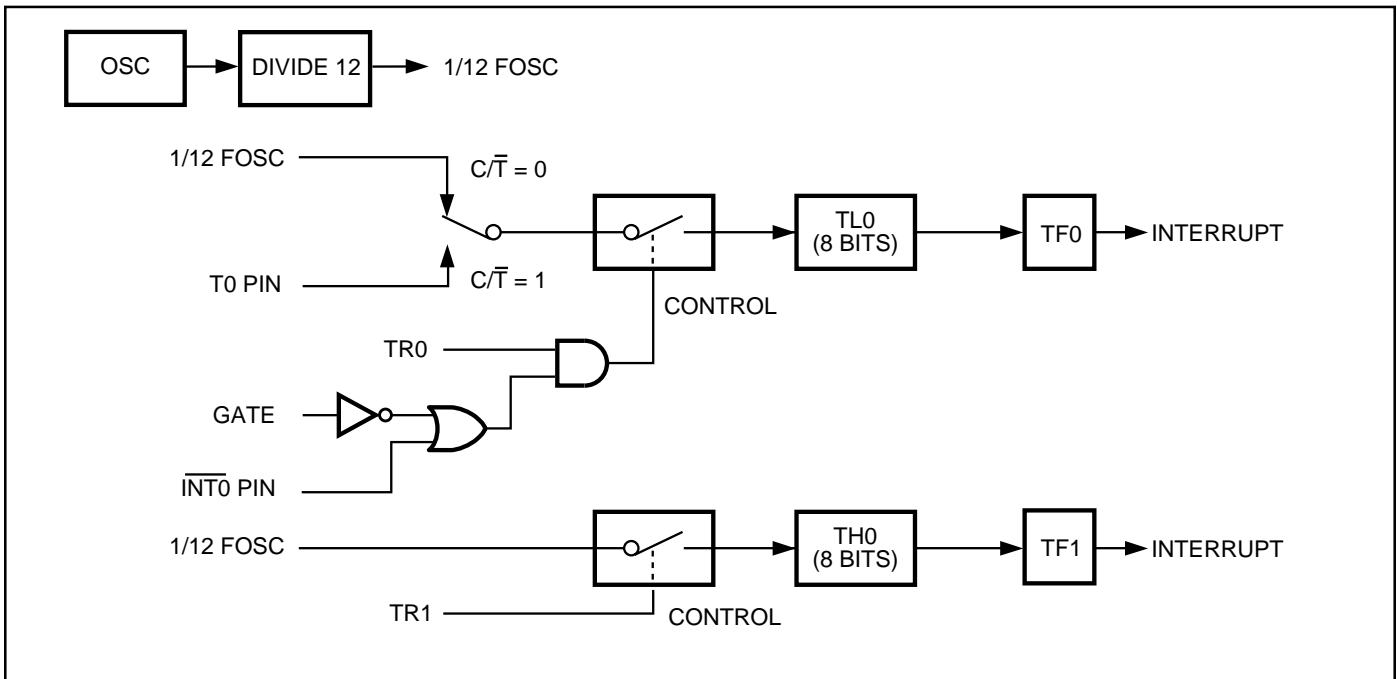 OSC
DIVIDE 12
1/12 FOSC
1/12 FOSC
C/T̅ = 0
TL0
(8 BITS)
TF0
INTERRUPT
T0 PIN
C/T̅ = 1
CONTROL
TR0
GATE
I̅N̅T̅0̅ PIN
1/12 FOSC
TH0
(8 BITS)
TF1
INTERRUPT
TR1
CONTROL